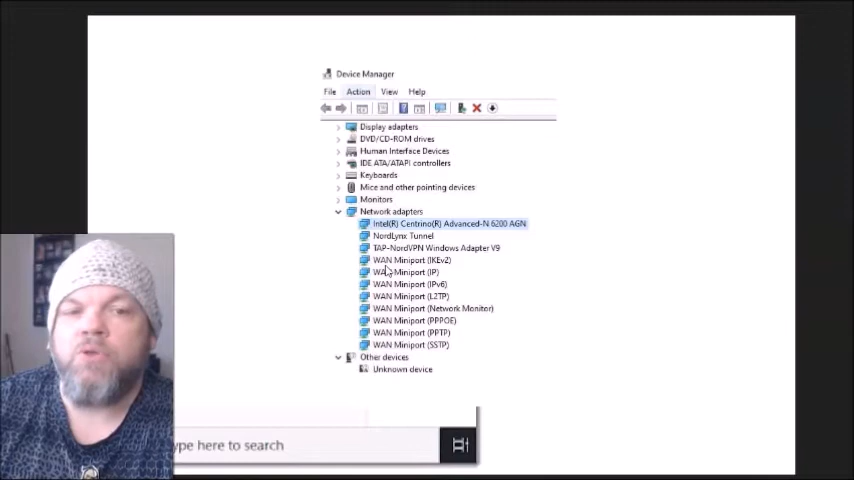 Device Manager
File Action View Help
Display adapters
DVD/CD-ROM drives
Human Interface Devices
IDE ATA/ATAPI controllers
Keyboards
Mice and other pointing devices
Monitors
Network adapters
Intel(R) Centrino(R) Advanced-N 6200 AGN
NordLynx Tunnel
TAP-NordVPN Windows Adapter V9
WAN Miniport (IKEv2)
WAN Miniport (IP)
WAN Miniport (IPv6)
WAN Miniport (L2TP)
WAN Miniport (Network Monitor)
WAN Miniport (PPPOE)
WAN Miniport (PPTP)
WAN Miniport (SSTP)
Other devices
Unknown device
ype here to search